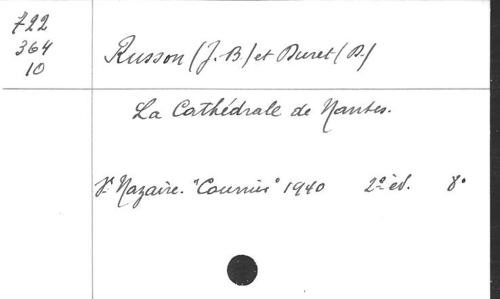 722
364
10
Russon (J.B.) et Duret (D.)
La Cathédrale de Nantes.
St Nazaire. "Courrier" 1940 2e éd. 8°